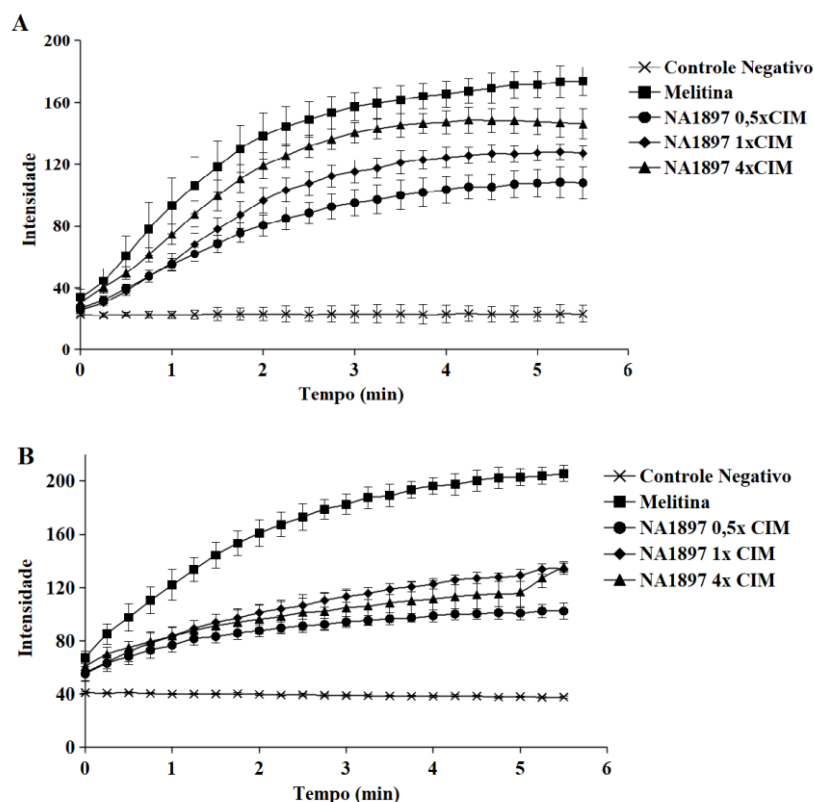 A
200
160
120
80
40
0
Intensidade
0 1 2 3 4 5 6
Tempo (min)
Controle Negativo
Melitina
NA1897 0,5xCIM
NA1897 1xCIM
NA1897 4xCIM
B
200
160
120
80
40
0
Intensidade
0 1 2 3 4 5 6
Tempo (min)
Controle Negativo
Melitina
NA1897 0,5x CIM
NA1897 1x CIM
NA1897 4x CIM